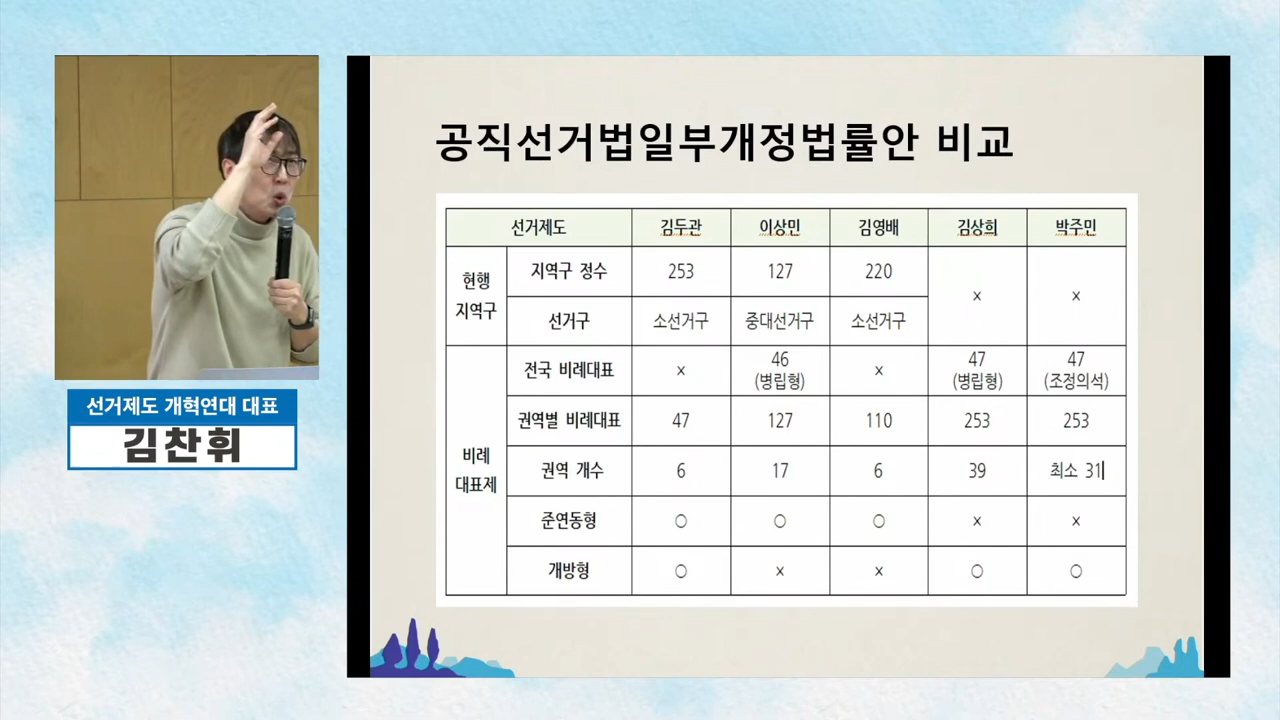 공직선거법일부개정법률안 비교
선거제도 김두관 이상민 김영배 김상희 박주민
현행 지역구
지역구 정수 253 127 220 × ×
선거구 소선거구 중대선거구 소선거구
비례 대표제
전국 비례대표 × 46 (병립형) × 47 (병립형) 47 (조정의석)
권역별 비례대표 47 127 110 253 253
권역 개수 6 17 6 39 최소 31
준연동형 ○ ○ ○ × ×
개방형 ○ × × ○ ○
선거제도 개혁연대 대표
김찬휘